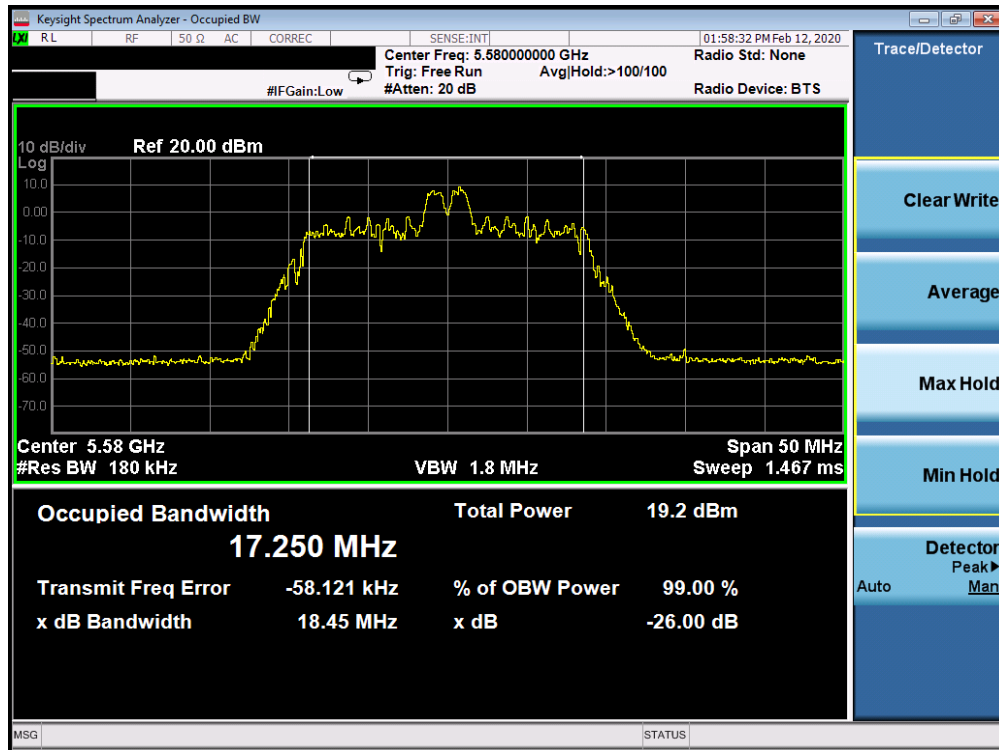 Keysight Spectrum Analyzer - Occupied BW
LXI RL RF 50 Ω AC CORREC SENSE:INT 01:58:32 PM Feb 12, 2020
Center Freq: 5.580000000 GHz Radio Std: None
Trig: Free Run Avg|Hold:>100/100
#IFGain:Low #Atten: 20 dB Radio Device: BTS
10 dB/div Ref 20.00 dBm
Log
10.0
0.00
-10.0
-20.0
-30.0
-40.0
-50.0
-60.0
-70.0
Center 5.58 GHz Span 50 MHz
#Res BW 180 kHz VBW 1.8 MHz Sweep 1.467 ms
Occupied Bandwidth Total Power 19.2 dBm
17.250 MHz
Transmit Freq Error -58.121 kHz % of OBW Power 99.00 %
x dB Bandwidth 18.45 MHz x dB -26.00 dB
MSG STATUS
Trace/Detector
Clear Write
Average
Max Hold
Min Hold
Detector
Peak▶
Auto Man